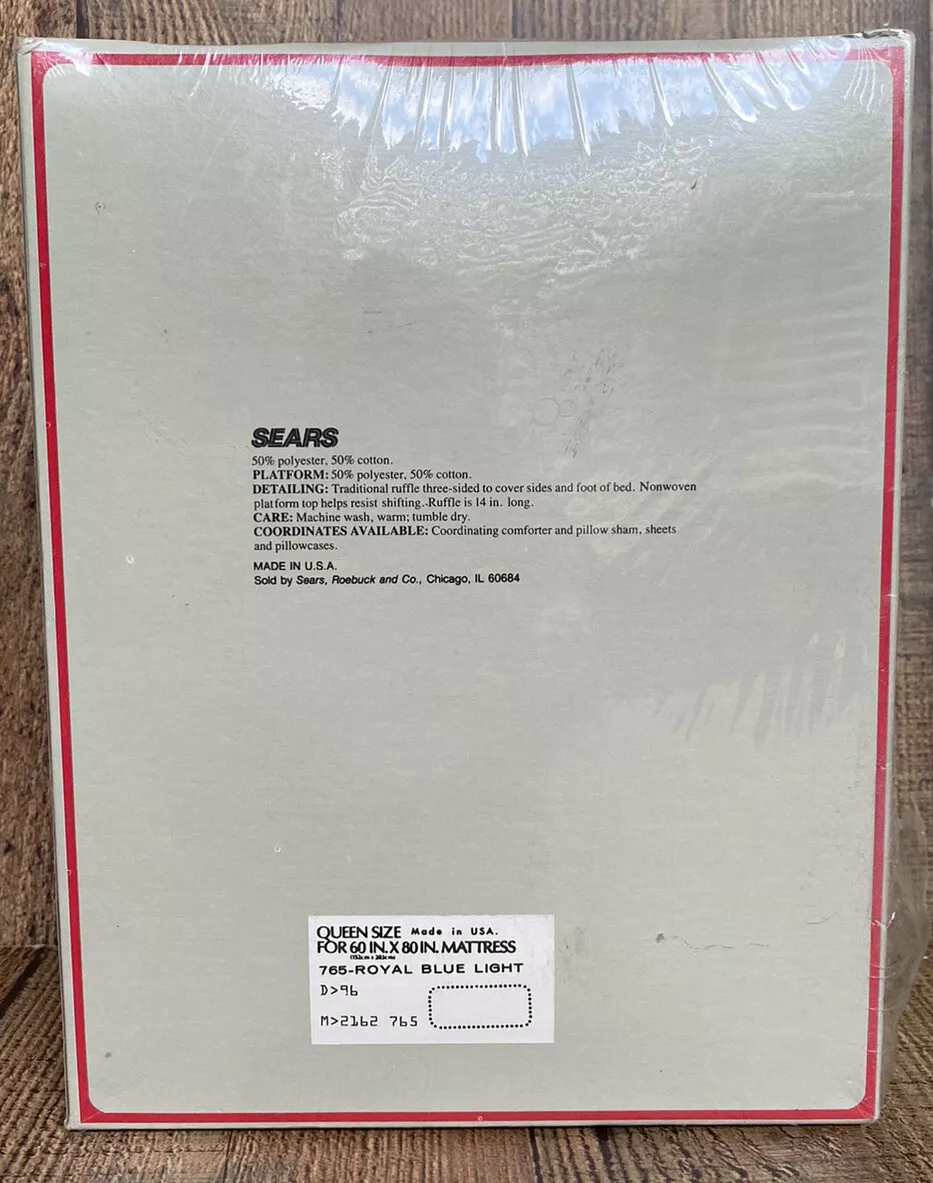 SEARS
50% polyester, 50% cotton.
PLATFORM: 50% polyester, 50% cotton.
DETAILING: Traditional ruffle three-sided to cover sides and foot of bed. Nonwoven
platform top helps resist shifting. Ruffle is 14 in. long.
CARE: Machine wash, warm; tumble dry.
COORDINATES AVAILABLE: Coordinating comforter and pillow sham, sheets
and pillowcases.
MADE IN U.S.A.
Sold by Sears, Roebuck and Co., Chicago, IL 60684
QUEEN SIZE Made in USA.
FOR 60 IN. X 80 IN. MATTRESS
(152cm x 203cm)
765-ROYAL BLUE LIGHT
D>96
M>2162 765